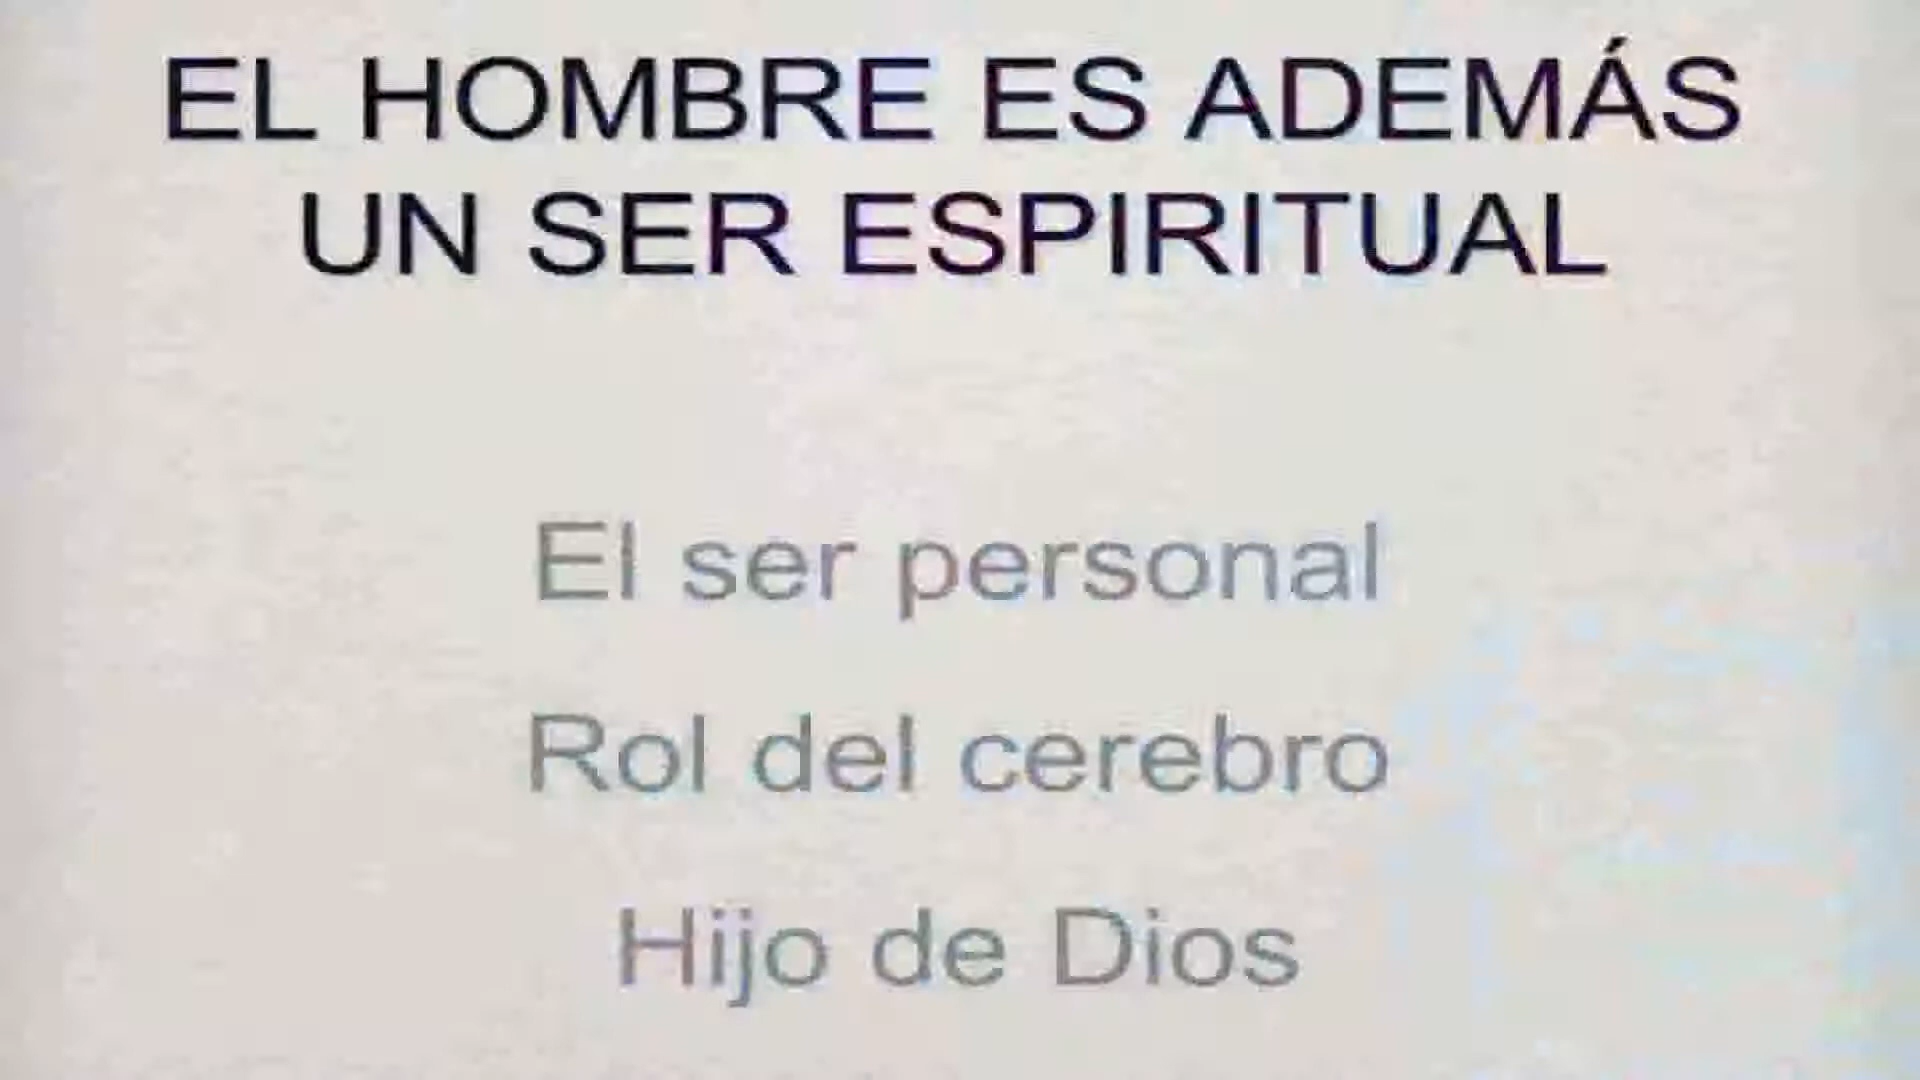 EL HOMBRE ES ADEMÁS
UN SER ESPIRITUAL
El ser personal
Rol del cerebro
Hijo de Dios